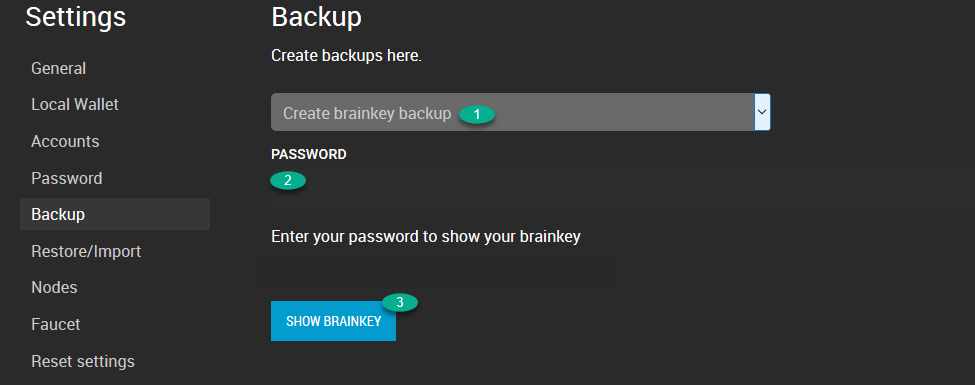 Settings
General
Local Wallet
Accounts
Password
Backup
Restore/Import
Nodes
Faucet
Reset settings
Backup
Create backups here.
Create brainkey backup 1
PASSWORD
2
Enter your password to show your brainkey
3
SHOW BRAINKEY